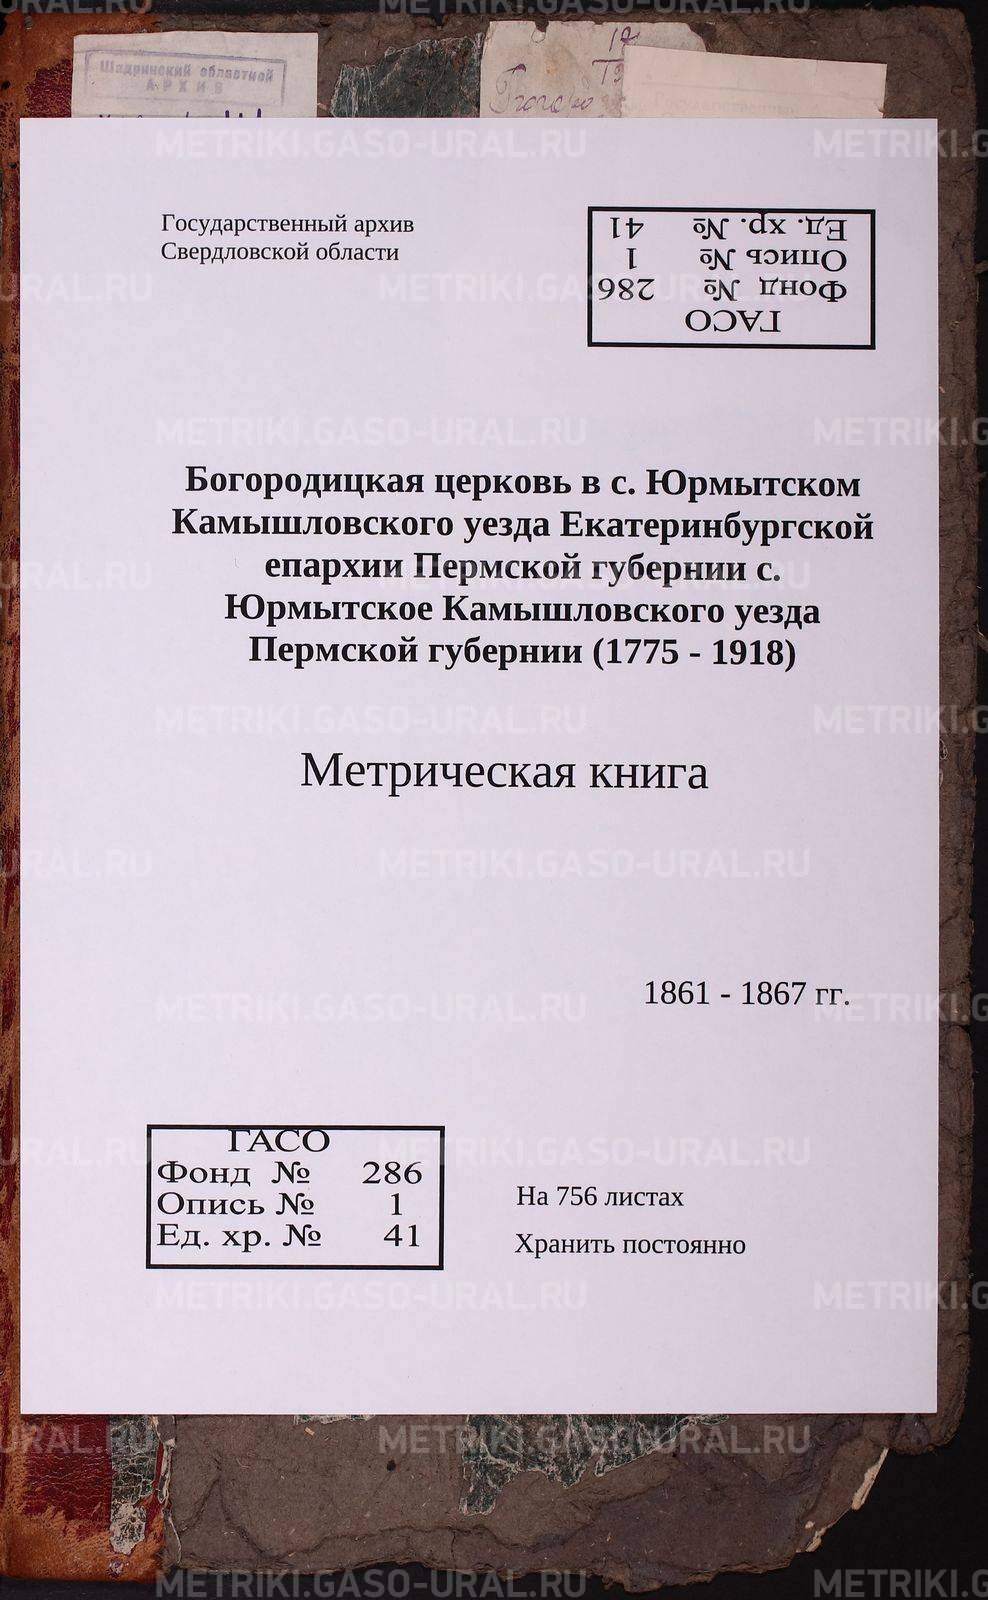 Шадринский областной
АРХИВ
Государственный архив
Свердловской области
ГАСО
Фонд № 286
Опись № 1
Ед. хр. № 41
Богородицкая церковь в с. Юрмытском
Камышловского уезда Екатеринбургской
епархии Пермской губернии с.
Юрмытское Камышловского уезда
Пермской губернии (1775 - 1918)
Метрическая книга
1861 - 1867 гг.
ГАСО
Фонд № 286
Опись № 1
Ед. хр. № 41
На 756 листах
Хранить постоянно
METRIKI.GASO-URAL.RU